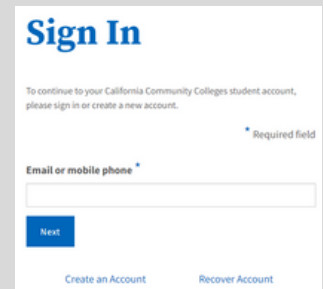 Sign In
To continue to your California Community Colleges student account,
please sign in or create a new account.
* Required field
Email or mobile phone *
Next
Create an Account Recover Account